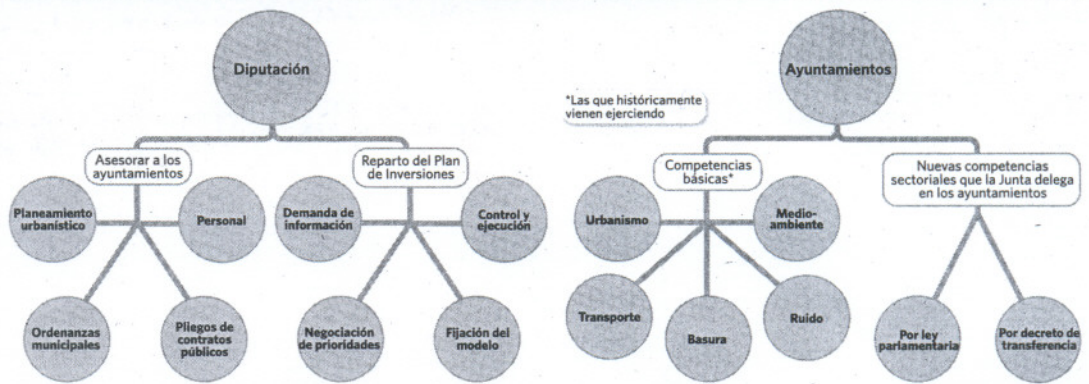 Diputación
Asesorar a los
ayuntamientos
Planeamiento
urbanístico
Personal
Ordenanzas
municipales
Pliegos de
contratos
públicos
Reparto del Plan
de Inversiones
Demanda de
información
Control y
ejecución
Negociación
de prioridades
Fijación del
modelo
Ayuntamientos
*Las que históricamente
vienen ejerciendo
Competencias
básicas*
Urbanismo
Medio-
ambiente
Transporte
Basura
Ruido
Nuevas competencias
sectoriales que la Junta delega
en los ayuntamientos
Por ley
parlamentaria
Por decreto de
transferencia